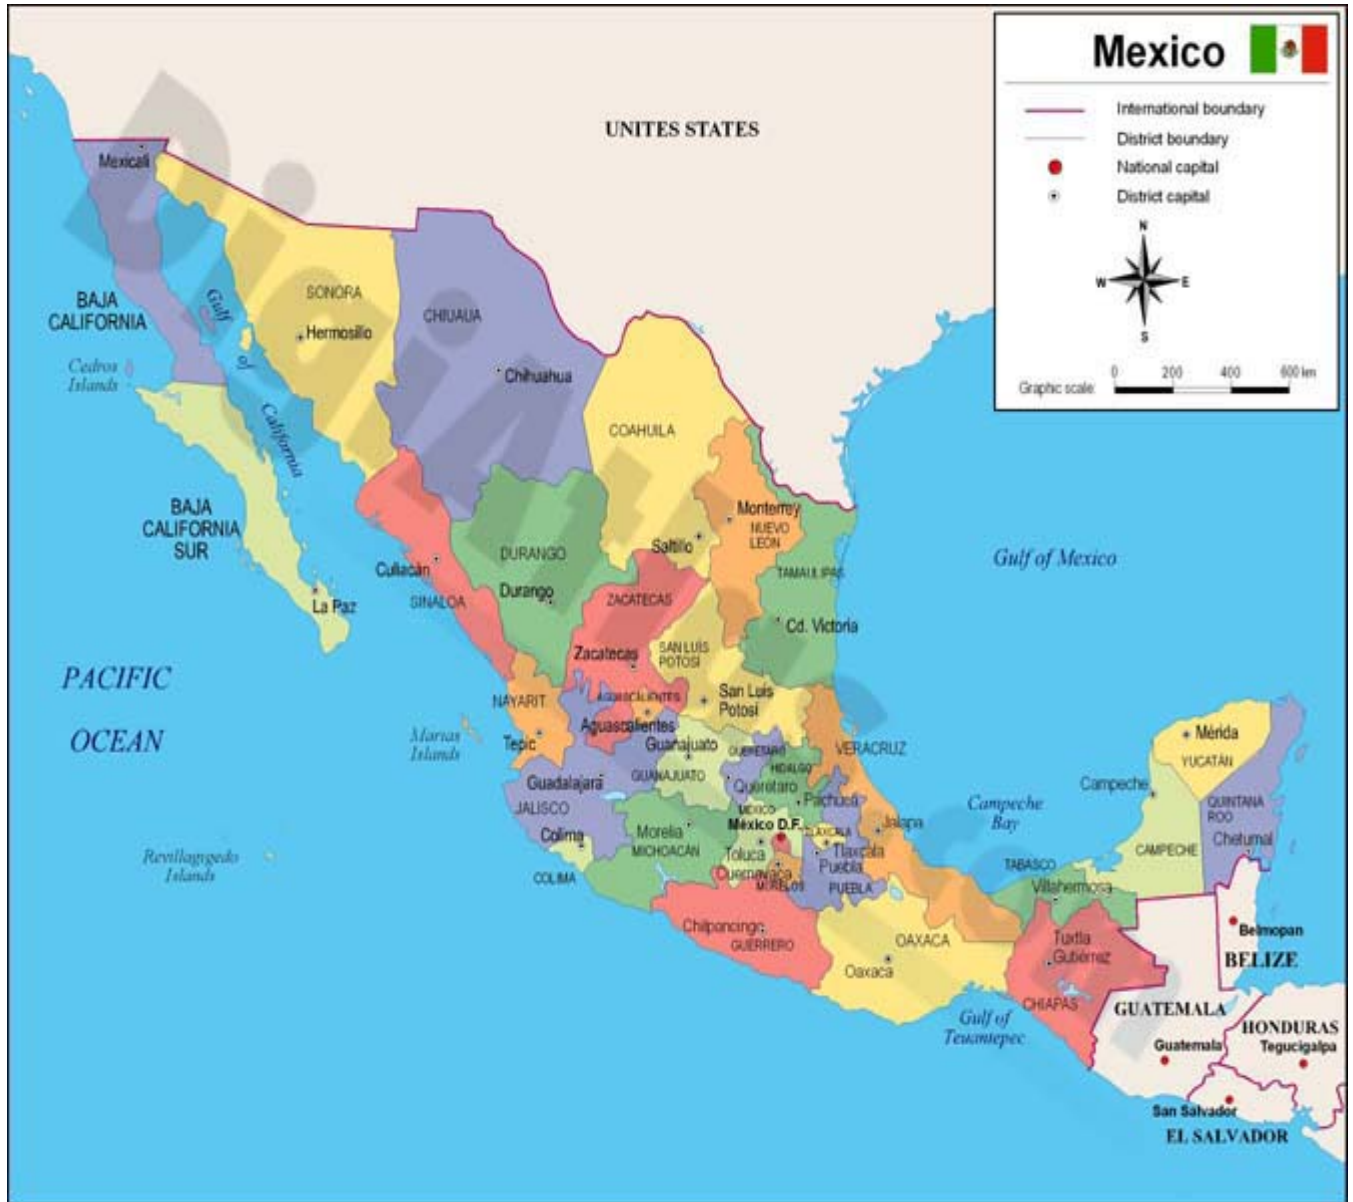 Mexico
International boundary
District boundary
National capital
District capital
N
W
E
S
0 200 400 600 km
Graphic scale
UNITES STATES
Mexicali
BAJA
CALIFORNIA
Cedros
Islands
Gulf
of
California
SONORA
Hermosillo
CHIUAUA
Chihuahua
COAHUILA
Monterrey
NUEVO
LEON
Saltillo
BAJA
CALIFORNIA
SUR
La Paz
Culiacán
SINALOA
DURANGO
Durango
ZACATECAS
Zacatecas
TAMAULIPAS
Cd. Victoria
SAN LUIS
POTOSÍ
San Luis
Potosí
Gulf of Mexico
PACIFIC
OCEAN
NAYARIT
Tepic
Marias
Islands
AGUASCALIENTES
Aguascalientes
Guanajuato
GUANAJUATO
QUERETARO
HIDALGO
Querétaro
Pachuca
VERACRUZ
Guadalajara
JALISCO
Colima
COLIMA
Morelia
MICHOACÁN
MEXICO
México D.F.
TLAXCALA
Tlaxcala
Toluca
Cuernavaca
MORELOS
Puebla
PUEBLA
Jalapa
Revillagigedo
Islands
Chilpancingo
GUERRERO
OAXACA
Oaxaca
Campeche
Bay
TABASCO
Villahermosa
Tuxtla
Gutiérrez
CHIAPAS
Gulf of
Teuantepec
Mérida
YUCATÁN
Campeche
CAMPECHE
QUINTANA
ROO
Chetumal
Belmopan
BELIZE
GUATEMALA
Guatemala
HONDURAS
Tegucigalpa
San Salvador
EL SALVADOR